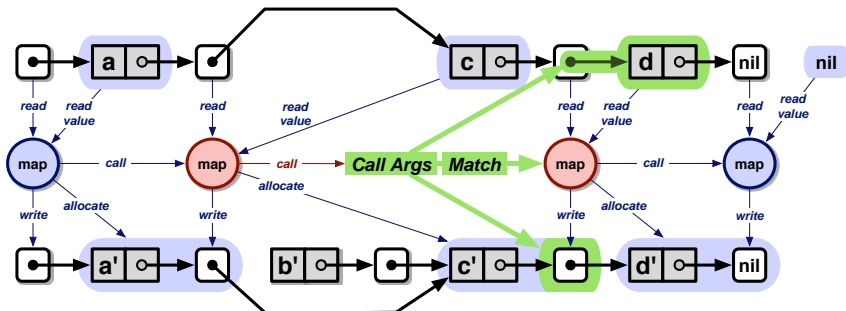 a c d nil nil
read read value read read value read read value read read value
map call map call Call Args Match map call map
write allocate write allocate write allocate write
a' b' c' d' nil